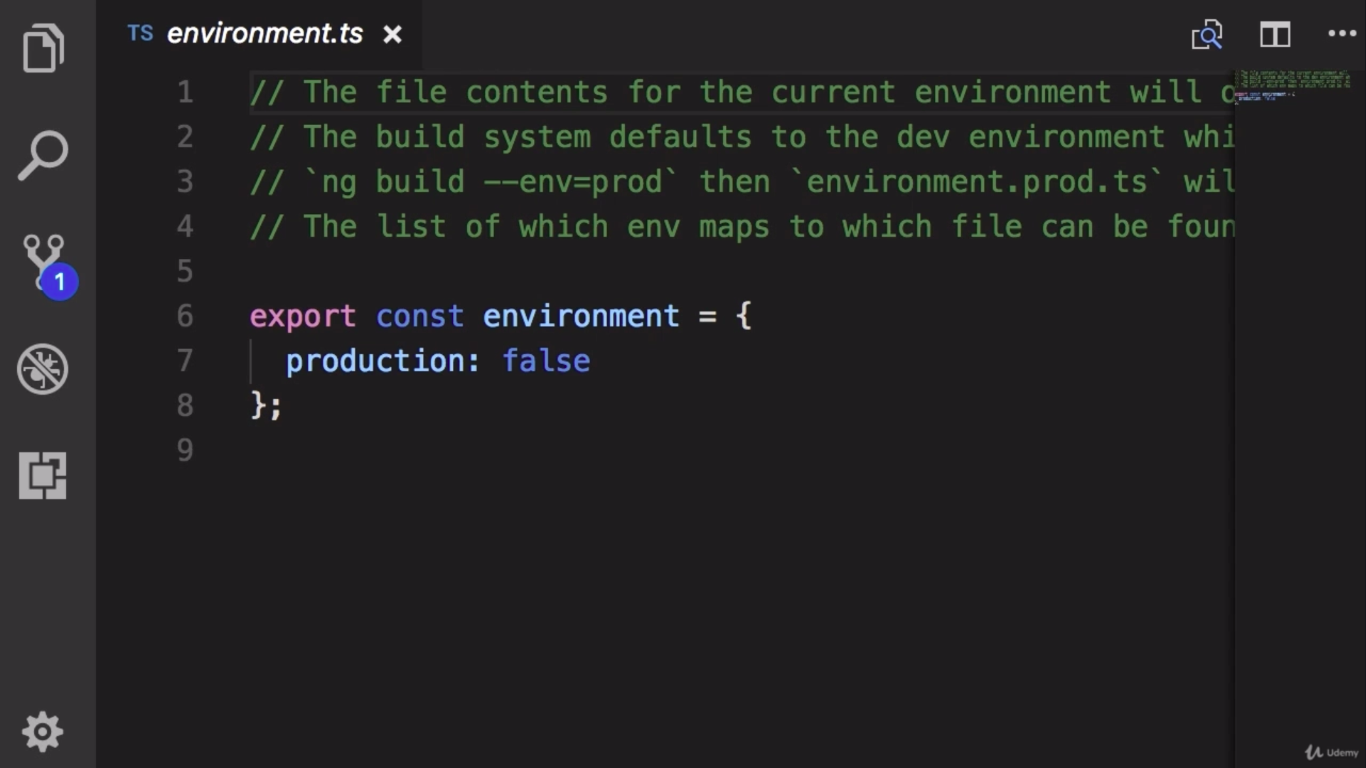 TS environment.ts
1 // The file contents for the current environment will
2 // The build system defaults to the dev environment whi
3 // `ng build --env=prod` then `environment.prod.ts` wil
4 // The list of which env maps to which file can be foun
5
6 export const environment = {
7 production: false
8 };
9
1
Udemy